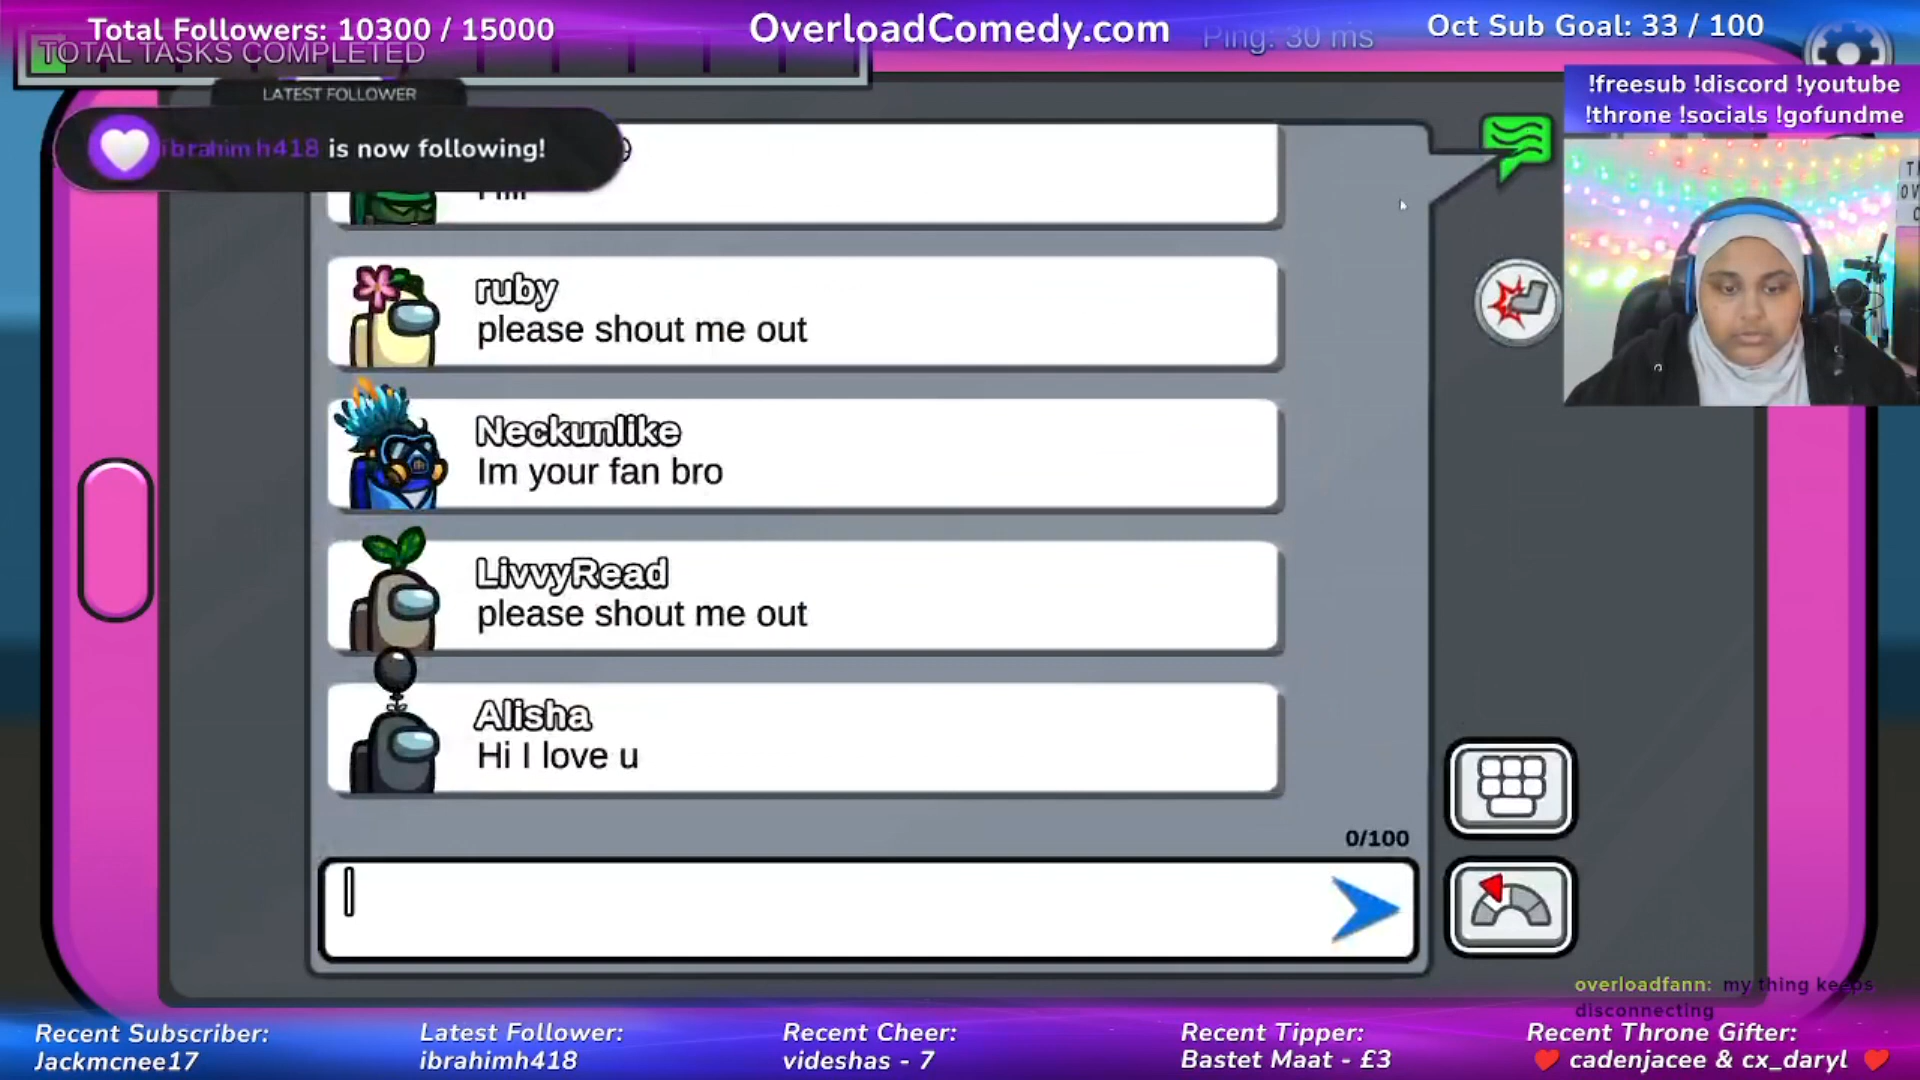 Total Followers: 10300 / 15000
OverloadComedy.com
Ping: 30 ms
Oct Sub Goal: 33 / 100
TOTAL TASKS COMPLETED
!freesub !discord !youtube
!throne !socials !gofundme
LATEST FOLLOWER
ibrahimh418 is now following!
ruby
please shout me out
Neckunlike
Im your fan bro
LivvyRead
please shout me out
Alisha
Hi I love u
0/100
overloadfann: my thing keeps
disconnecting
Recent Subscriber:
Jackmcnee17
Latest Follower:
ibrahimh418
Recent Cheer:
videshas - 7
Recent Tipper:
Bastet Maat - £3
Recent Throne Gifter:
cadenjacee & cx_daryl